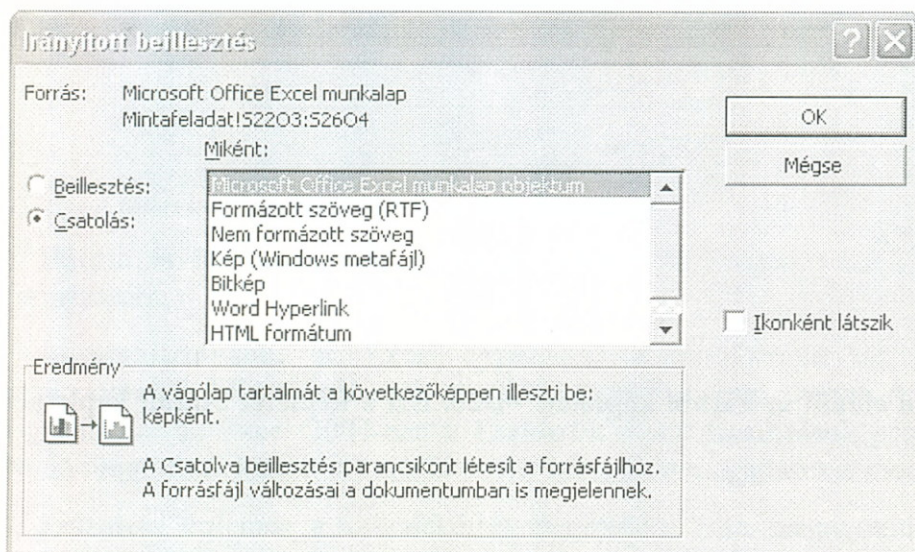 Irányított beillesztés
Forrás: Microsoft Office Excel munkalap
Mintafeladat!S22O3:S26O4
Miként:
Beillesztés:
Csatolás:
Microsoft Office Excel munkalap objektum
Formázott szöveg (RTF)
Nem formázott szöveg
Kép (Windows metafájl)
Bitkép
Word Hyperlink
HTML formátum
OK
Mégse
Ikonként látszik
Eredmény
A vágólap tartalmát a következőképpen illeszti be:
képként.
A Csatolva beillesztés parancsikont létesít a forrásfájlhoz.
A forrásfájl változásai a dokumentumban is megjelennek.